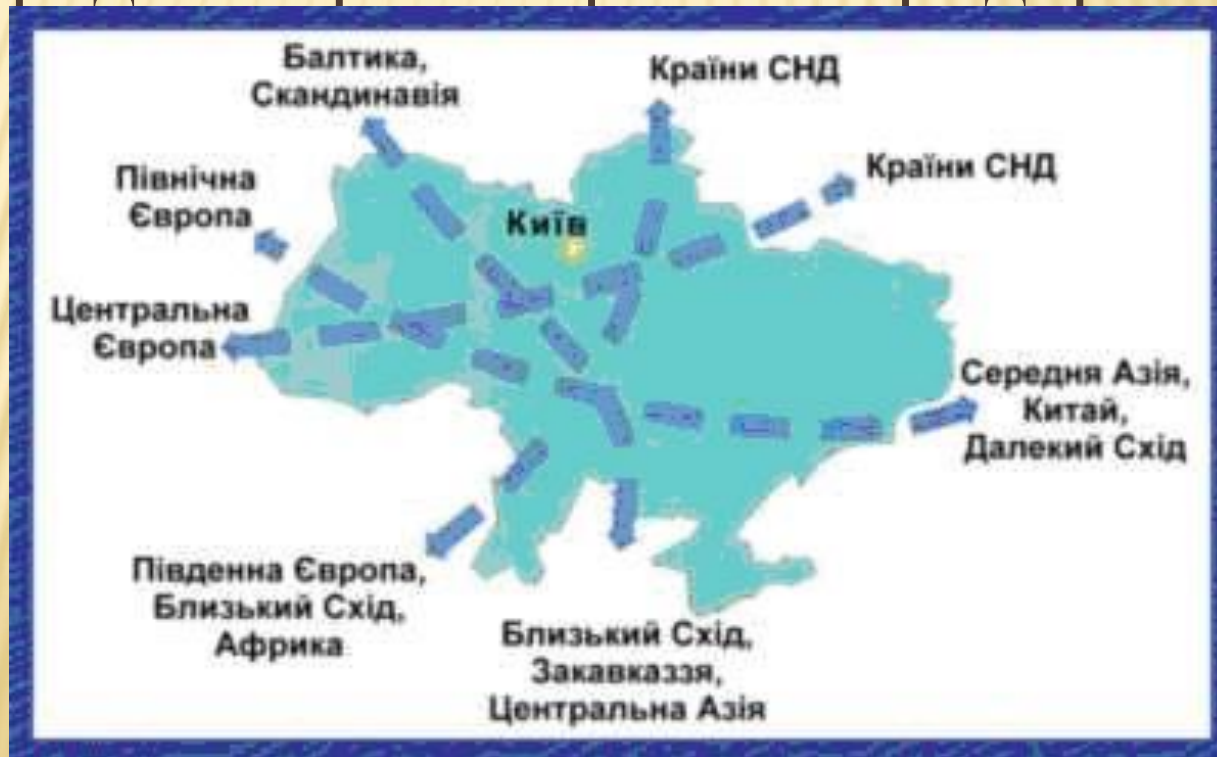 Балтика,
Скандинавія
Країни СНД
Країни СНД
Північна
Європа
Київ
Центральна
Європа
Середня Азія,
Китай,
Далекий Схід
Південна Європа,
Близький Схід,
Африка
Близький Схід,
Закавказзя,
Центральна Азія